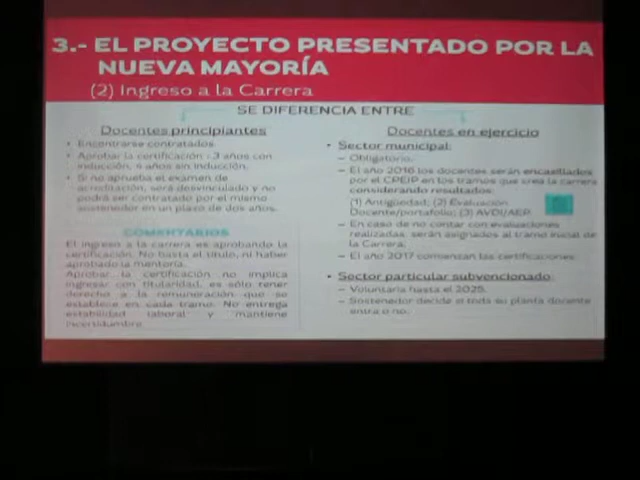 3.- EL PROYECTO PRESENTADO POR LA
NUEVA MAYORÍA
(2) Ingreso a la Carrera
SE DIFERENCIA ENTRE
Docentes principiantes
• Encontrarse contratados.
• Aprobar la certificación - 3 años con
inducción, 4 años sin inducción.
• Si no aprueba el examen de
acreditación, será desvinculado y no
podrá ser contratado por el mismo
sostenedor en un plazo de dos años.
COMENTARIOS
El ingreso a la carrera es aprobando la
certificación. No basta el título, ni haber
aprobado la mentoría.
Aprobar la certificación no implica
ingresar con titularidad, es sólo tener
derecho a la remuneración que se
establece en cada tramo. No entrega
estabilidad laboral y mantiene
incertidumbre.
Docentes en ejercicio
• Sector municipal:
– Obligatorio.
– El año 2016 los docentes serán encasillados
por el CPEIP en los tramos que crea la carrera
considerando resultados:
(1) Antigüedad; (2) Evaluación
Docente/portafolio; (3) AVDI/AEP
– En caso de no contar con evaluaciones
realizadas, serán asignados al tramo inicial de
la Carrera.
– El año 2017 comienzan las certificaciones.
• Sector particular subvencionado:
– Voluntaria hasta el 2025.
– Sostenedor decide si toda su planta docente
entra o no.